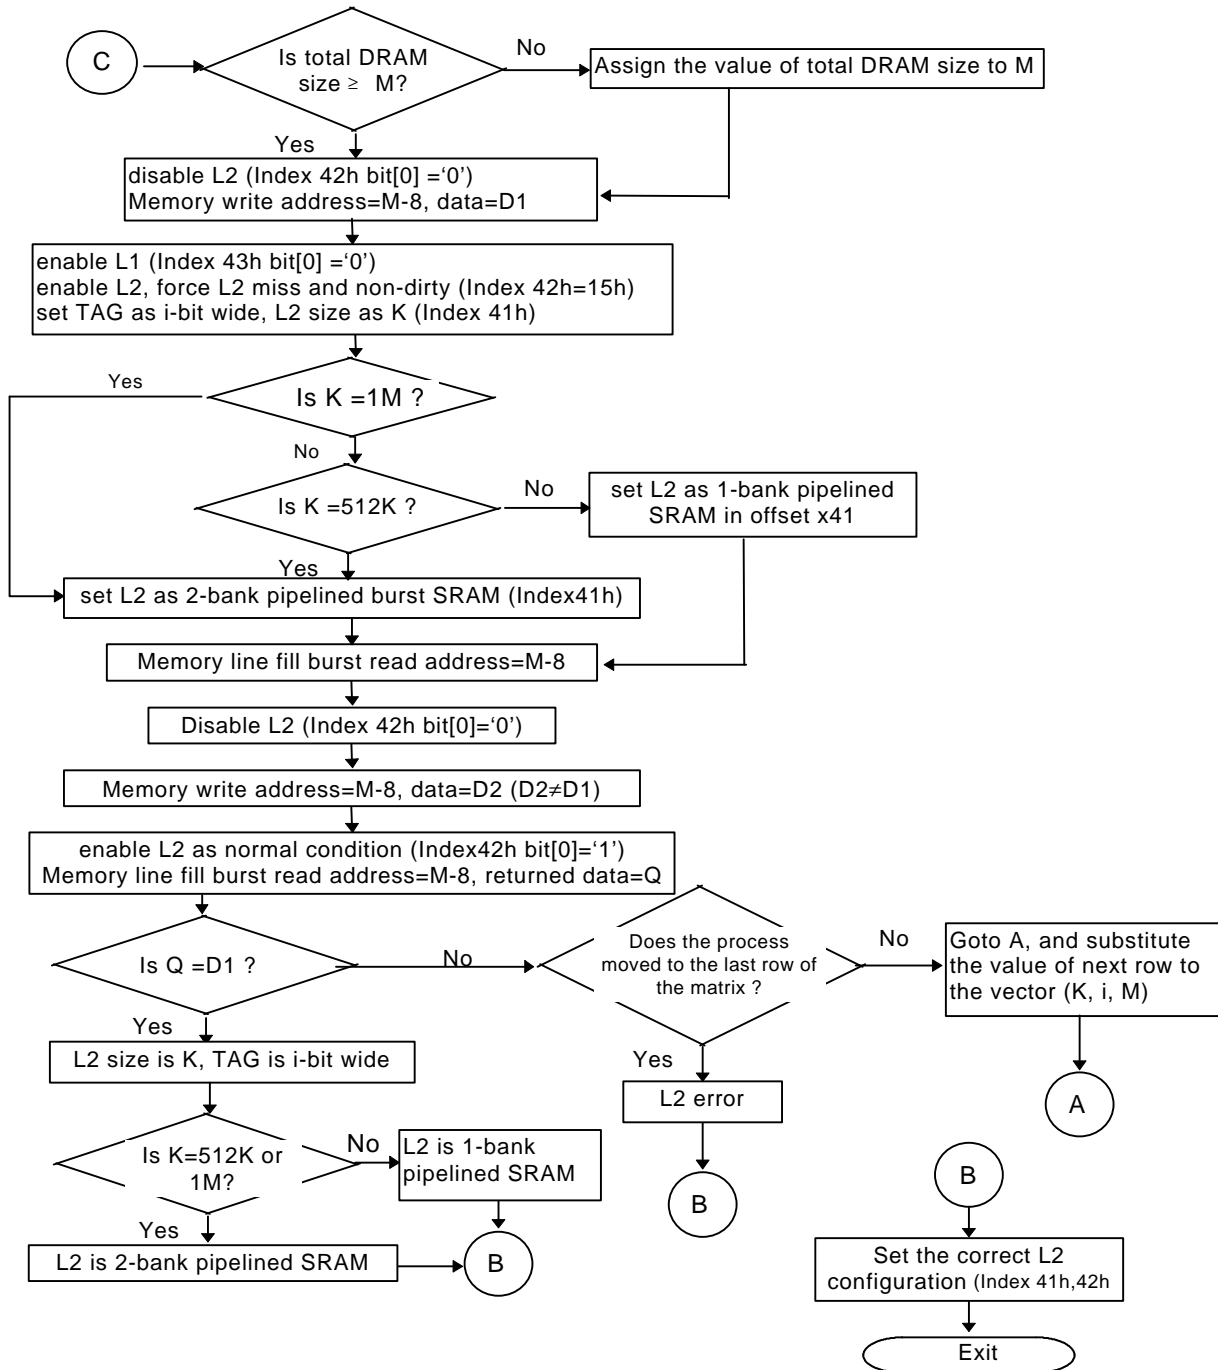 C
Is total DRAM
size ≥ M?
No
Assign the value of total DRAM size to M
Yes
disable L2 (Index 42h bit[0] =‘0’)
Memory write address=M-8, data=D1
enable L1 (Index 43h bit[0] =‘0’)
enable L2, force L2 miss and non-dirty (Index 42h=15h)
set TAG as i-bit wide, L2 size as K (Index 41h)
Yes
Is K =1M ?
No
Is K =512K ?
No
set L2 as 1-bank pipelined
SRAM in offset x41
Yes
set L2 as 2-bank pipelined burst SRAM (Index41h)
Memory line fill burst read address=M-8
Disable L2 (Index 42h bit[0]=‘0’)
Memory write address=M-8, data=D2 (D2≠D1)
enable L2 as normal condition (Index42h bit[0]=‘1’)
Memory line fill burst read address=M-8, returned data=Q
Is Q =D1 ?
No
Does the process
moved to the last row of
the matrix ?
No
Goto A, and substitute
the value of next row to
the vector (K, i, M)
Yes
L2 size is K, TAG is i-bit wide
Yes
L2 error
A
Is K=512K or
1M?
No
L2 is 1-bank
pipelined SRAM
B
B
Yes
L2 is 2-bank pipelined SRAM
B
Set the correct L2
configuration (Index 41h,42h
Exit